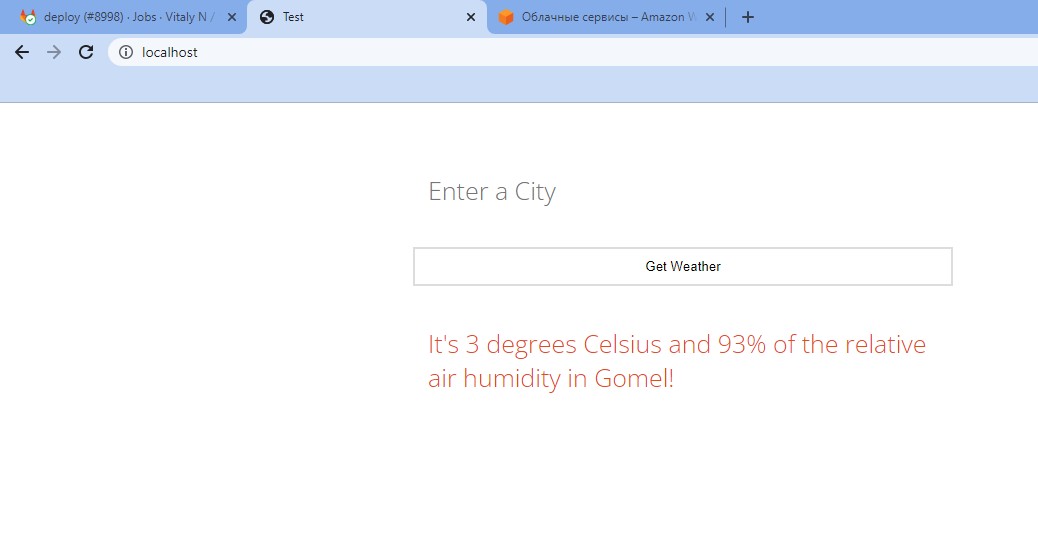 deploy (#8998) · Jobs · Vitaly N /
Test
Облачные сервисы – Amazon W
localhost
Enter a City
Get Weather
It's 3 degrees Celsius and 93% of the relative
air humidity in Gomel!